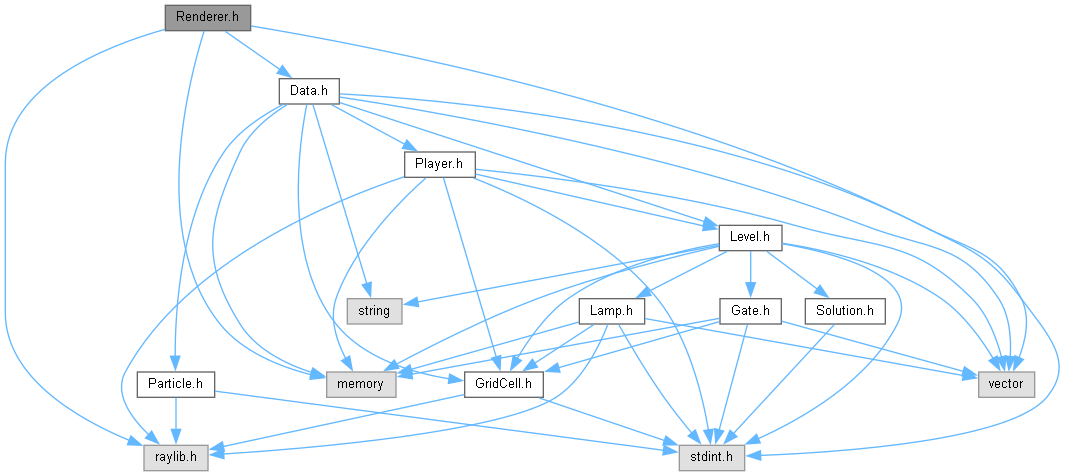 Renderer.h
Data.h
Player.h
Level.h
string
Lamp.h
Gate.h
Solution.h
Particle.h
memory
GridCell.h
vector
raylib.h
stdint.h